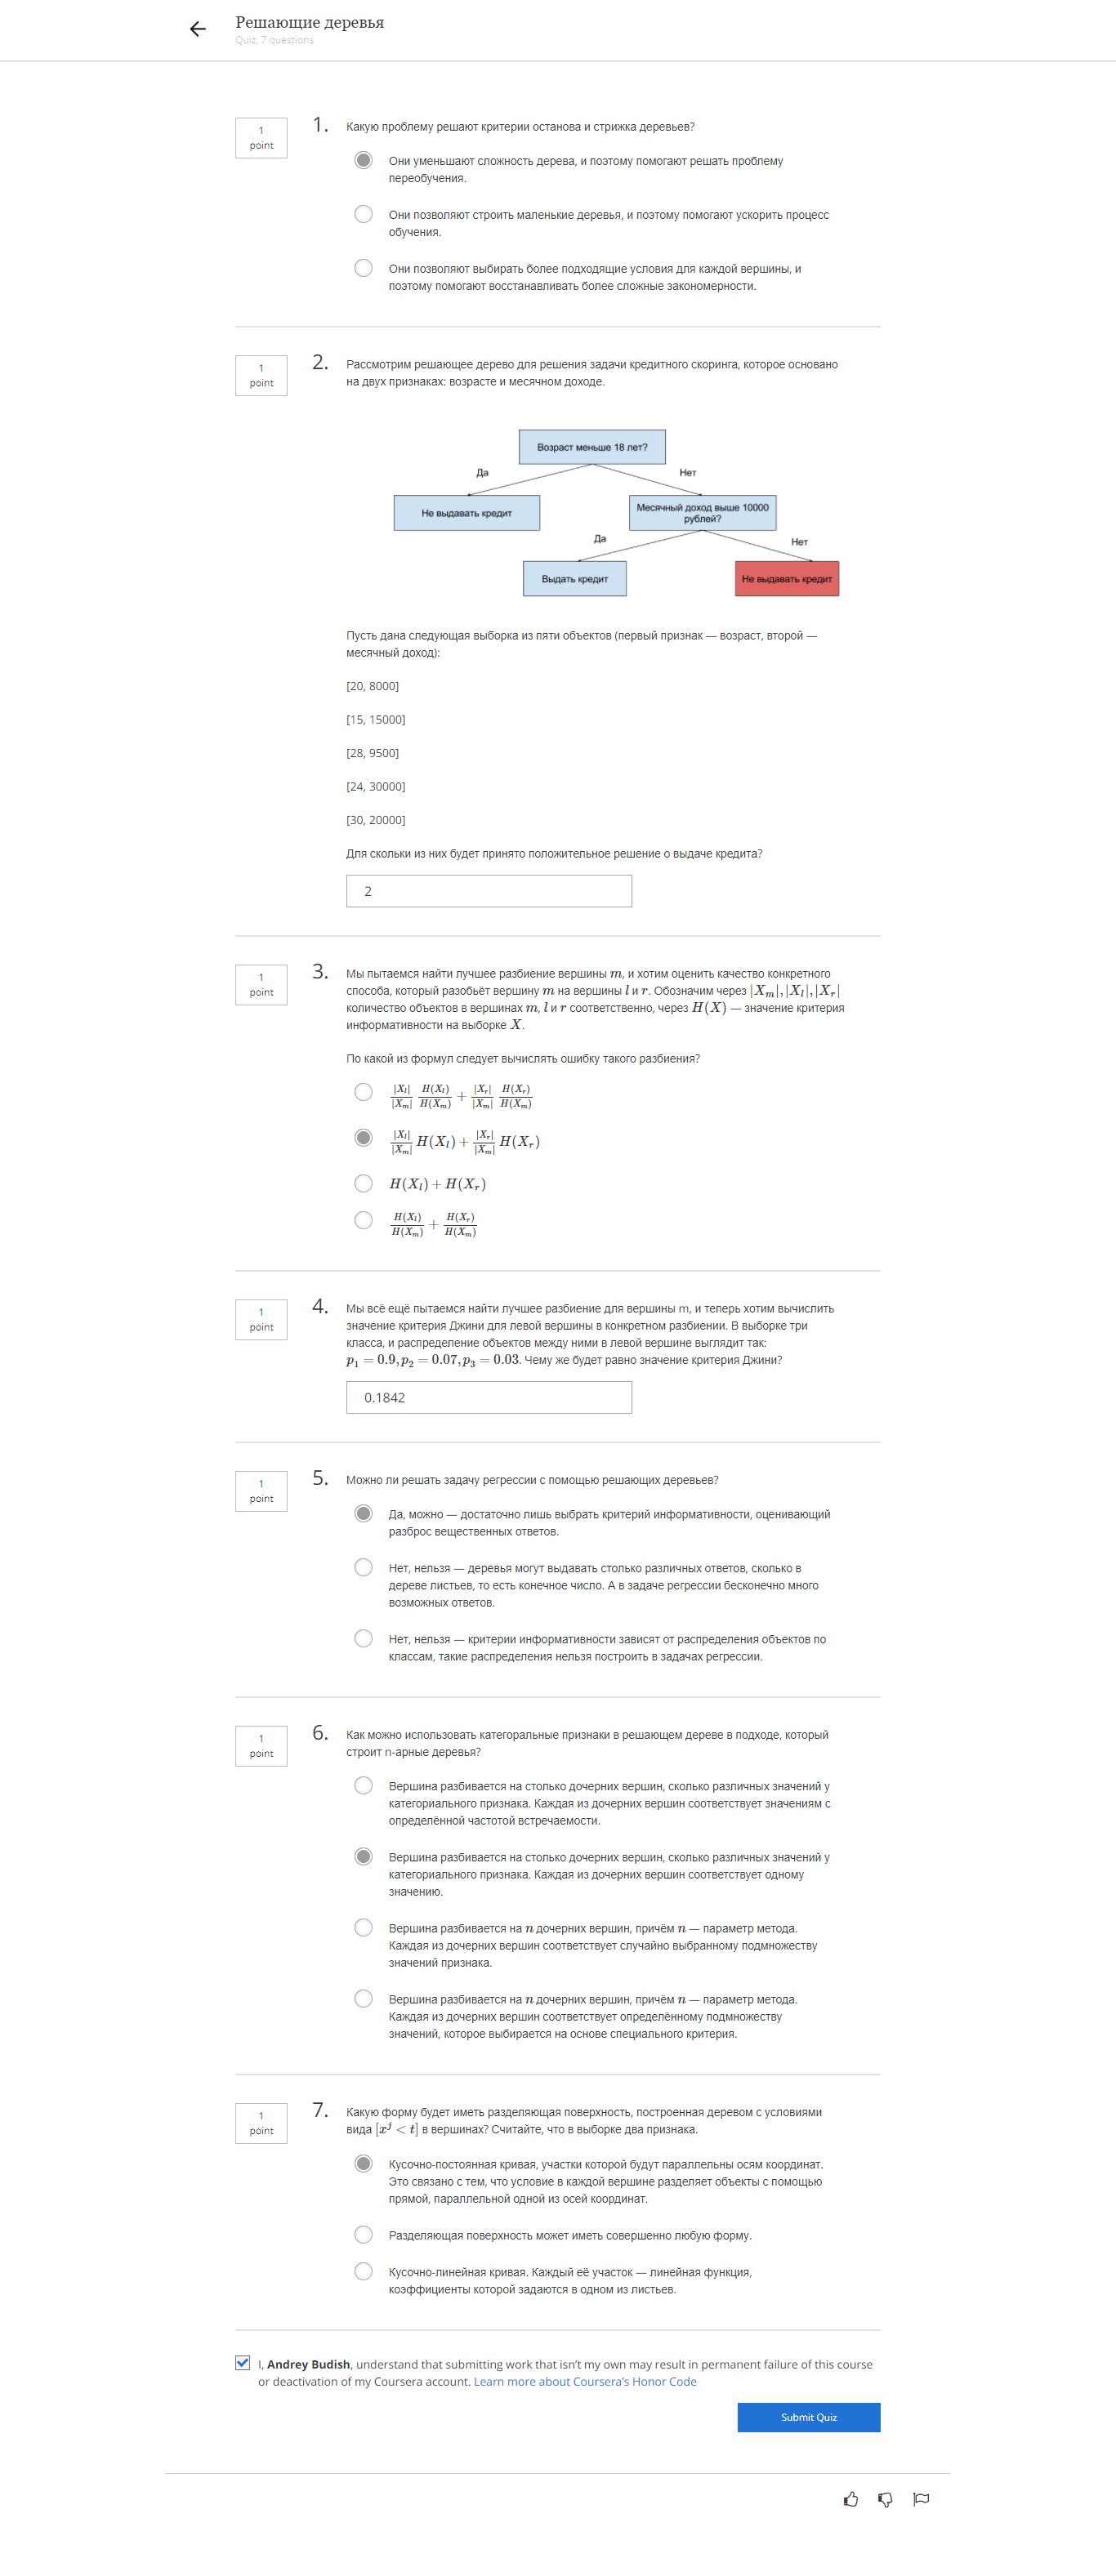 Решающие деревья
Quiz, 7 questions
1
point
1.
Какую проблему решают критерии останова и стрижка деревьев?
Они уменьшают сложность дерева, и поэтому помогают решать проблему
переобучения.
Они позволяют строить маленькие деревья, и поэтому помогают ускорить процесс
обучения.
Они позволяют выбирать более подходящие условия для каждой вершины, и
поэтому помогают восстанавливать более сложные закономерности.
1
point
2.
Рассмотрим решающее дерево для решения задачи кредитного скоринга, которое основано
на двух признаках: возрасте и месячном доходе.
Возраст меньше 18 лет?
Да
Нет
Не выдавать кредит
Месячный доход выше 10000
рублей?
Да
Нет
Выдать кредит
Не выдавать кредит
Пусть дана следующая выборка из пяти объектов (первый признак — возраст, второй —
месячный доход):
[20, 8000]
[15, 15000]
[28, 9500]
[24, 30000]
[30, 20000]
Для скольки из них будет принято положительное решение о выдаче кредита?
2
1
point
3.
Мы пытаемся найти лучшее разбиение вершины m, и хотим оценить качество конкретного
способа, который разобьёт вершину m на вершины l и r. Обозначим через |X_m|, |X_l|, |X_r|
количество объектов в вершинах m, l и r соответственно, через H(X) — значение критерия
информативности на выборке X.
По какой из формул следует вычислять ошибку такого разбиения?
|X_l|/|X_m| H(X_l)/H(X_m) + |X_r|/|X_m| H(X_r)/H(X_m)
|X_l|/|X_m| H(X_l) + |X_r|/|X_m| H(X_r)
H(X_l) + H(X_r)
H(X_l)/H(X_m) + H(X_r)/H(X_m)
1
point
4.
Мы всё ещё пытаемся найти лучшее разбиение для вершины m, и теперь хотим вычислить
значение критерия Джини для левой вершины в конкретном разбиении. В выборке три
класса, и распределение объектов между ними в левой вершине выглядит так:
p₁ = 0.9, p₂ = 0.07, p₃ = 0.03. Чему же будет равно значение критерия Джини?
0.1842
1
point
5.
Можно ли решать задачу регрессии с помощью решающих деревьев?
Да, можно — достаточно лишь выбрать критерий информативности, оценивающий
разброс вещественных ответов.
Нет, нельзя — деревья могут выдавать столько различных ответов, сколько в
дереве листьев, то есть конечное число. А в задаче регрессии бесконечно много
возможных ответов.
Нет, нельзя — критерии информативности зависят от распределения объектов по
классам, такие распределения нельзя построить в задачах регрессии.
1
point
6.
Как можно использовать категоральные признаки в решающем дереве в подходе, который
строит n-арные деревья?
Вершина разбивается на столько дочерних вершин, сколько различных значений у
категориального признака. Каждая из дочерних вершин соответствует значениям с
определённой частотой встречаемости.
Вершина разбивается на столько дочерних вершин, сколько различных значений у
категориального признака. Каждая из дочерних вершин соответствует одному
значению.
Вершина разбивается на n дочерних вершин, причём n — параметр метода.
Каждая из дочерних вершин соответствует случайно выбранному подмножеству
значений признака.
Вершина разбивается на n дочерних вершин, причём n — параметр метода.
Каждая из дочерних вершин соответствует определённому подмножеству
значений, которое выбирается на основе специального критерия.
1
point
7.
Какую форму будет иметь разделяющая поверхность, построенная деревом с условиями
вида [x^j < t] в вершинах? Считайте, что в выборке два признака.
Кусочно-постоянная кривая, участки которой будут параллельны осям координат.
Это связано с тем, что условие в каждой вершине разделяет объекты с помощью
прямой, параллельной одной из осей координат.
Разделяющая поверхность может иметь совершенно любую форму.
Кусочно-линейная кривая. Каждый её участок — линейная функция,
коэффициенты которой задаются в одном из листьев.
I, Andrey Budish, understand that submitting work that isn't my own may result in permanent failure of this course
or deactivation of my Coursera account. Learn more about Coursera's Honor Code
Submit Quiz